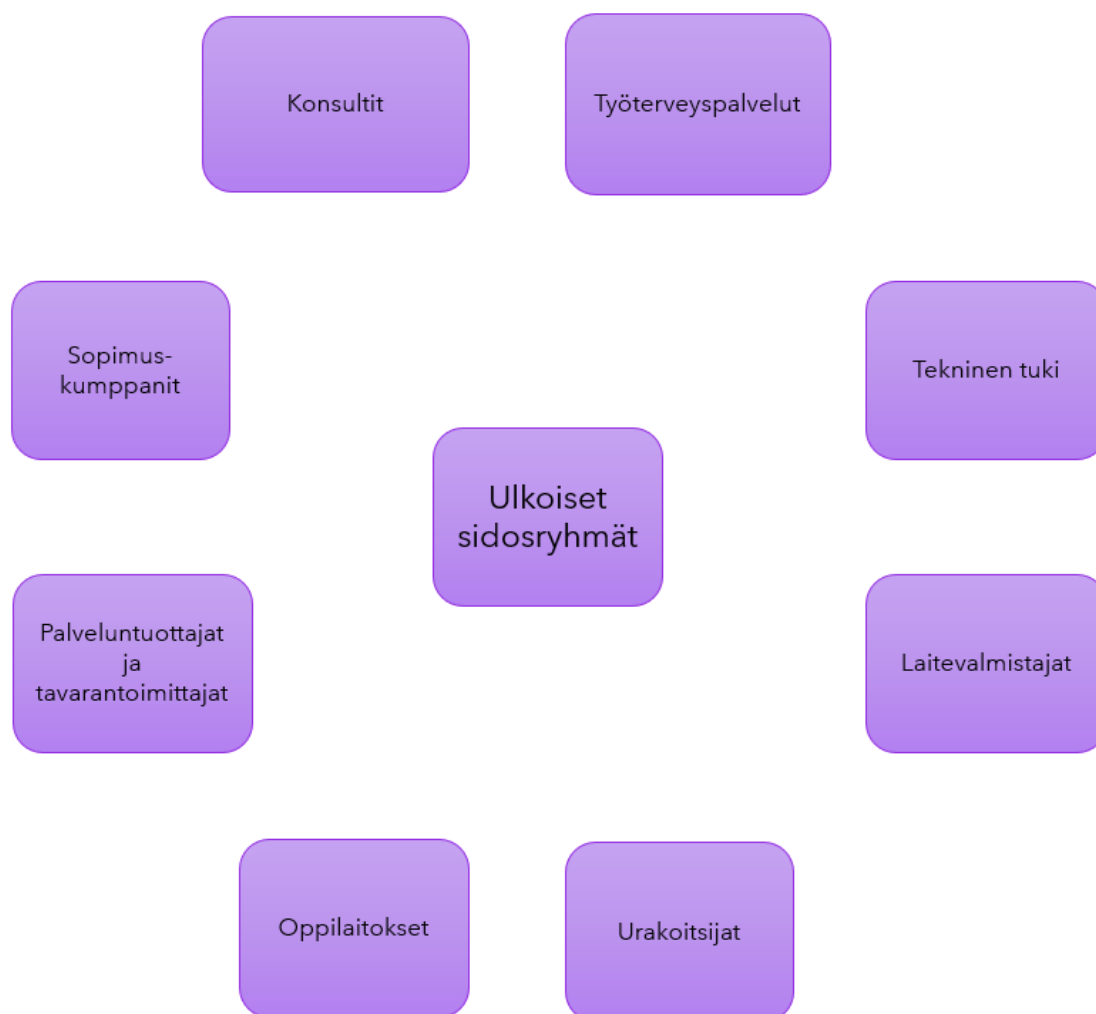 Konsultit
Työterveyspalvelut
Sopimus-
kumppanit
Tekninen tuki
Ulkoiset
sidosryhmät
Palveluntuottajat
ja
tavarantoimittajat
Laitevalmistajat
Oppilaitokset
Urakoitsijat